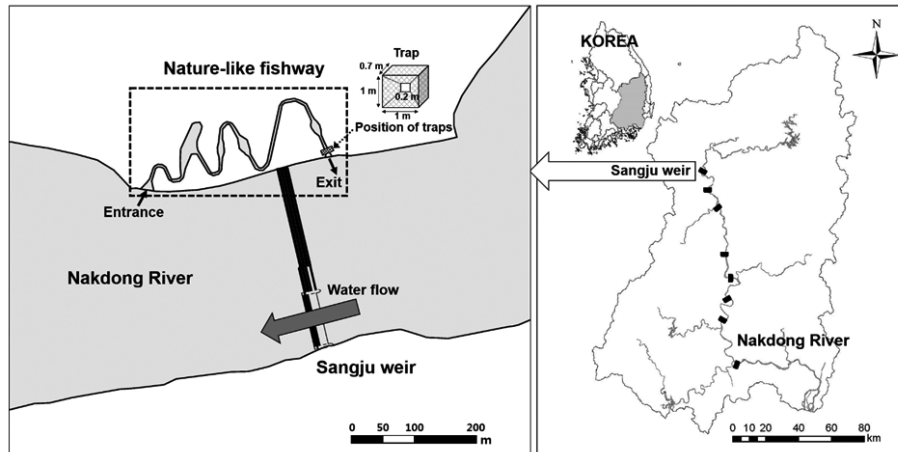 Nature-like fishway
Trap
0.7 m
1 m
0.2 m
1 m
Position of traps
Exit
Entrance
Nakdong River
Water flow
Sangju weir
0 50 100 200
m
KOREA
N
Sangju weir
Nakdong River
0 10 20 40 60 80
km